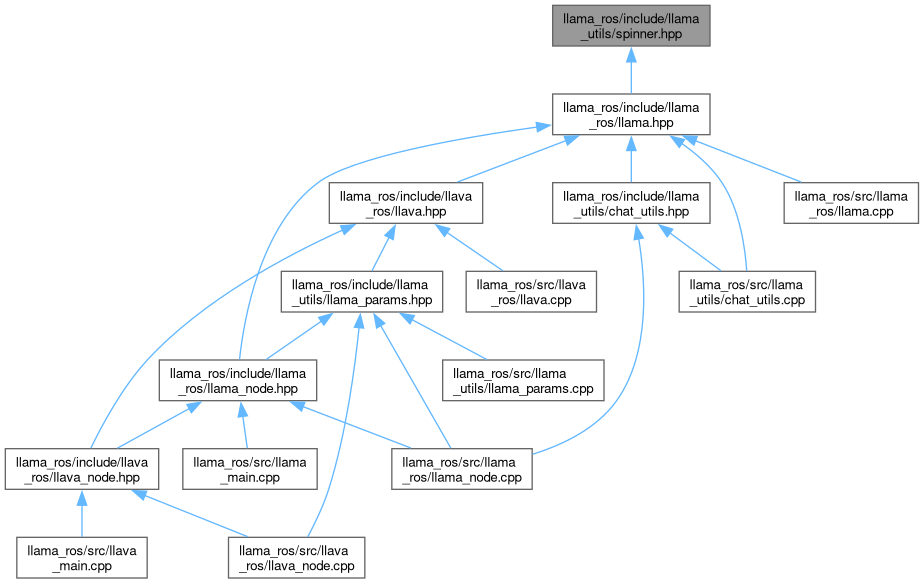 llama_ros/include/llama
_utils/spinner.hpp
llama_ros/include/llama
_ros/llama.hpp
llama_ros/include/llava
_ros/llava.hpp
llama_ros/include/llama
_utils/chat_utils.hpp
llama_ros/src/llama
_ros/llama.cpp
llama_ros/include/llama
_utils/llama_params.hpp
llama_ros/src/llava
_ros/llava.cpp
llama_ros/src/llama
_utils/chat_utils.cpp
llama_ros/include/llama
_ros/llama_node.hpp
llama_ros/src/llama
_utils/llama_params.cpp
llama_ros/include/llava
_ros/llava_node.hpp
llama_ros/src/llama
_main.cpp
llama_ros/src/llama
_ros/llama_node.cpp
llama_ros/src/llava
_main.cpp
llama_ros/src/llava
_ros/llava_node.cpp